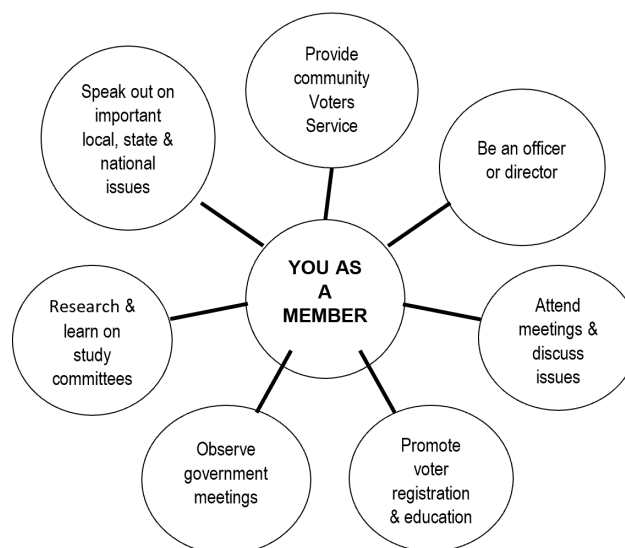 Provide
community
Voters
Service
Speak out on
important
local, state &
national
issues
Be an officer
or director
YOU AS
A
MEMBER
Research &
learn on
study
committees
Attend
meetings &
discuss
issues
Observe
government
meetings
Promote
voter
registration
& education